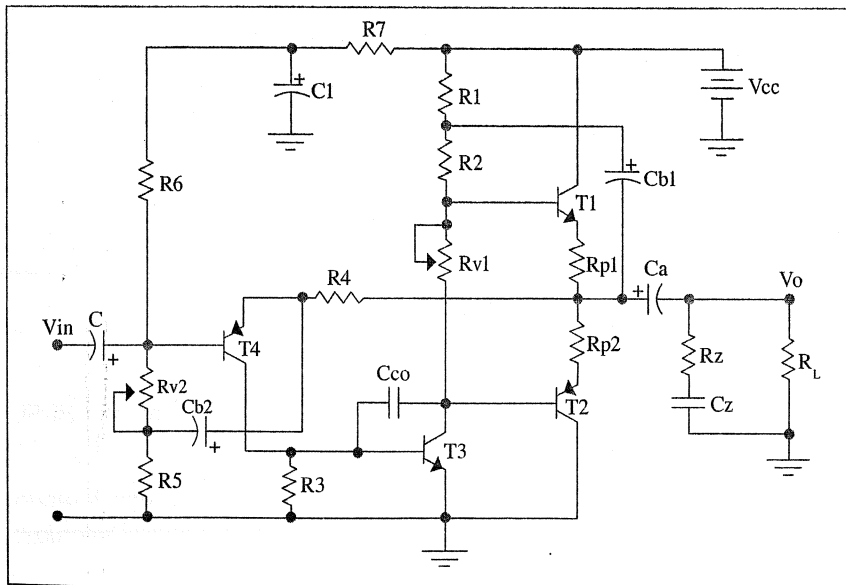 R7
C1
R1
Vcc
R2
Cb1
R6
T1
Rv1
Rp1
Ca
Vo
R4
Vin
C
T4
Rz
RL
Rp2
Rv2
Cco
Cb2
T2
Cz
T3
R5
R3
+
+
+
+
+
+